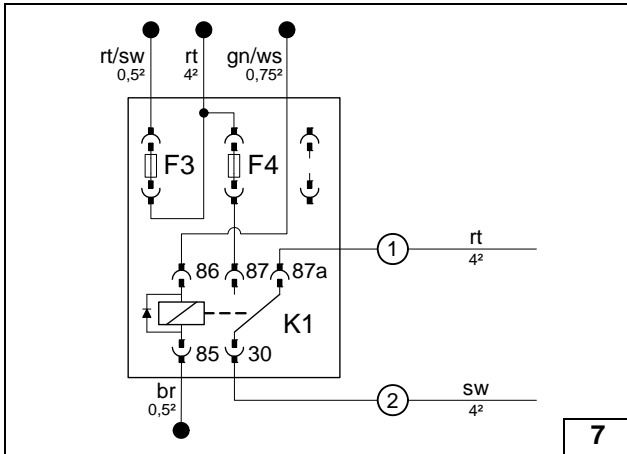 rt/sw rt gn/ws
0,5² 4² 0,75²
F3 F4
1 rt
4²
86 87 87a
K1
85 30
br
0,5²
2 sw
4²
7